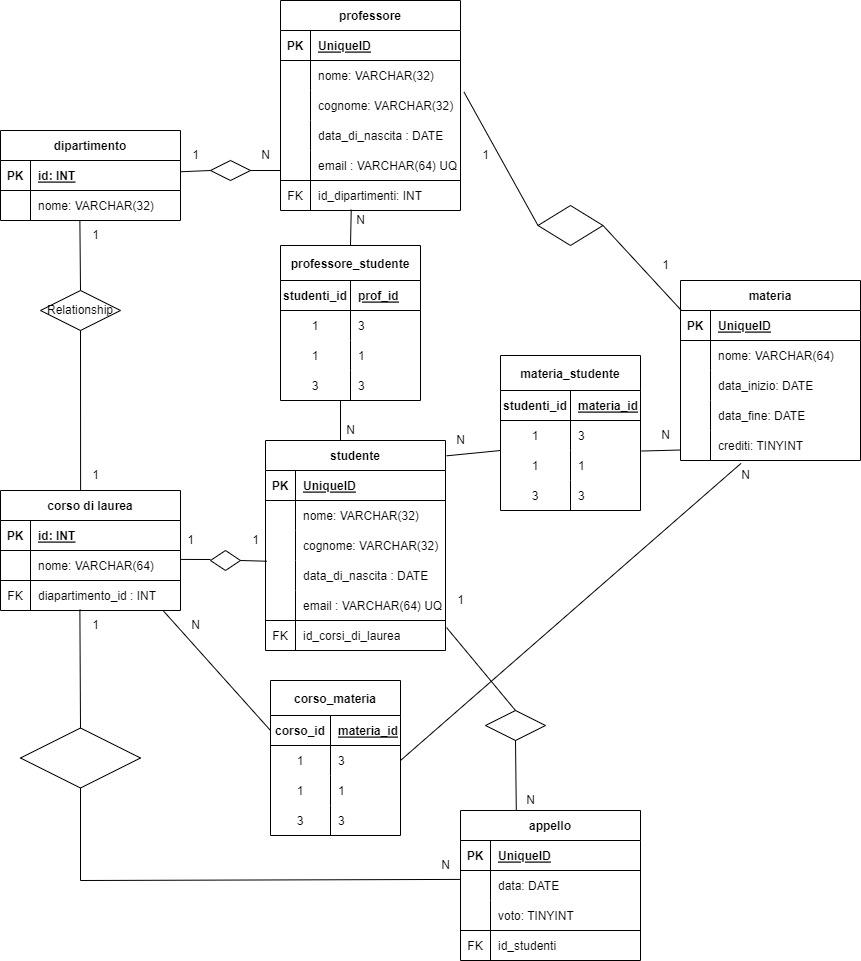 professore
PK UniqueID
nome: VARCHAR(32)
cognome: VARCHAR(32)
data_di_nascita : DATE
email : VARCHAR(64) UQ
FK id_dipartimenti: INT
dipartimento
PK id: INT
nome: VARCHAR(32)
1
N
1
N
1
1
Relationship
professore_studente
studenti_id prof_id
1 3
1 1
3 3
materia
PK UniqueID
nome: VARCHAR(64)
data_inizio: DATE
data_fine: DATE
crediti: TINYINT
materia_studente
studenti_id materia_id
1 3
1 1
3 3
N
N
N
N
1
studente
PK UniqueID
nome: VARCHAR(32)
cognome: VARCHAR(32)
data_di_nascita : DATE
email : VARCHAR(64) UQ
FK id_corsi_di_laurea
corso di laurea
PK id: INT
nome: VARCHAR(64)
FK diapartimento_id : INT
1
1
1
1
N
corso_materia
corso_id materia_id
1 3
1 1
3 3
N
N
appello
PK UniqueID
data: DATE
voto: TINYINT
FK id_studenti